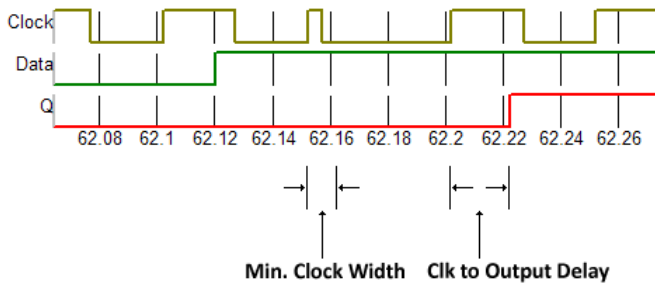 Clock
Data
Q
62.08 62.1 62.12 62.14 62.16 62.18 62.2 62.22 62.24 62.26
Min. Clock Width Clk to Output Delay